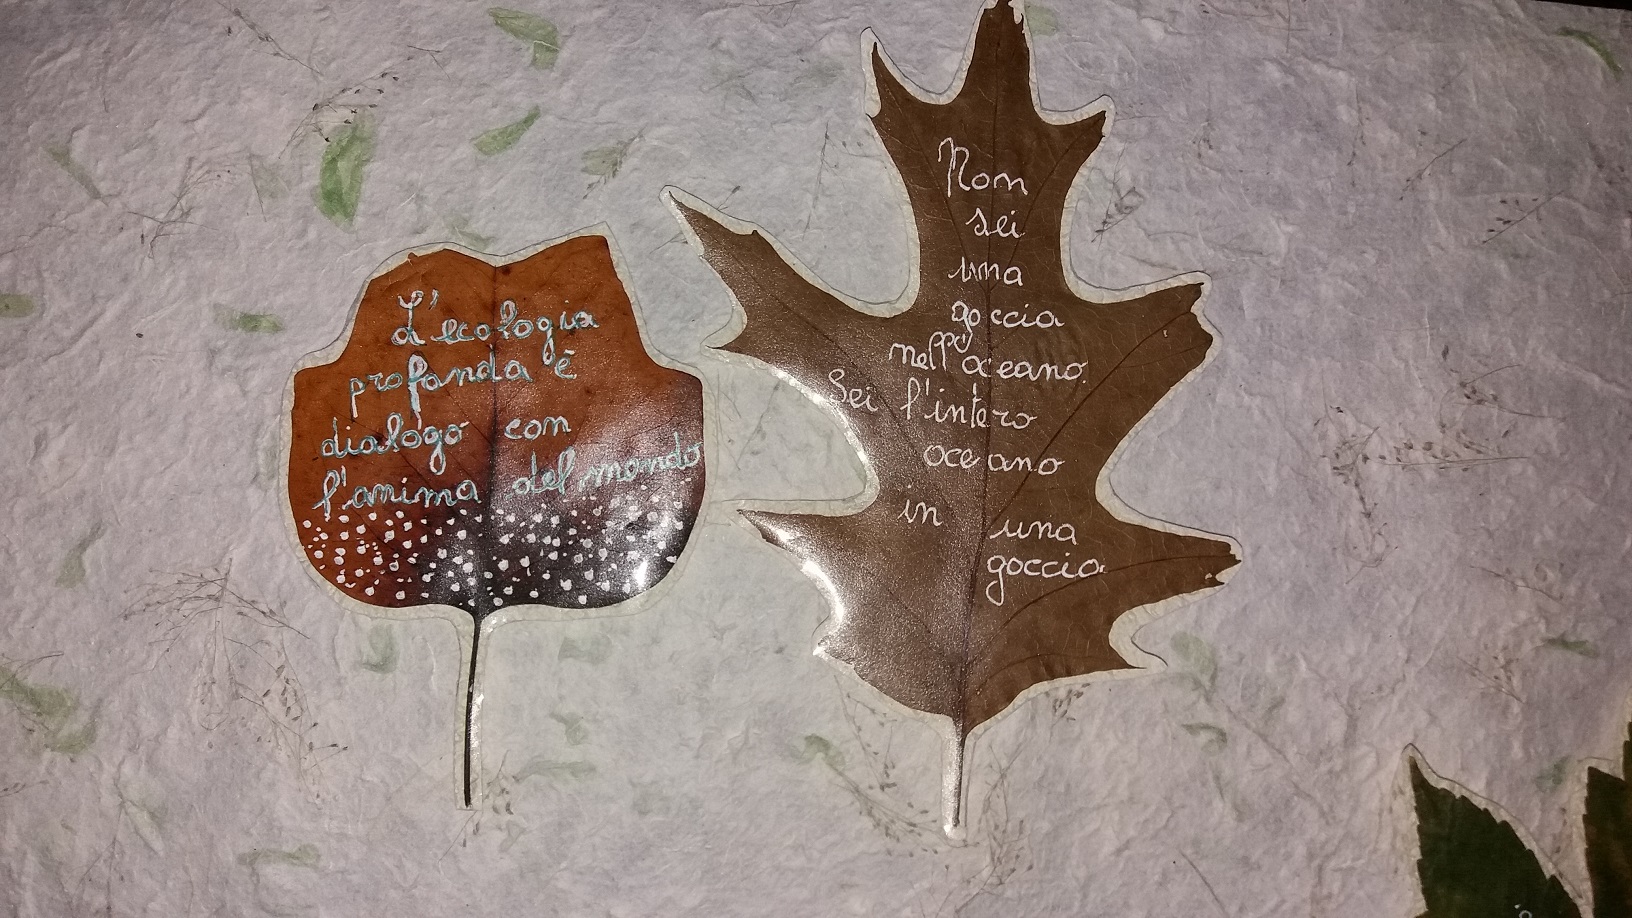 L'ecologia
profonda è
dialogo con
l'anima del mondo
Non
sei
una
goccia
nell'oceano.
Sei l'intero
oceano
in una
goccia